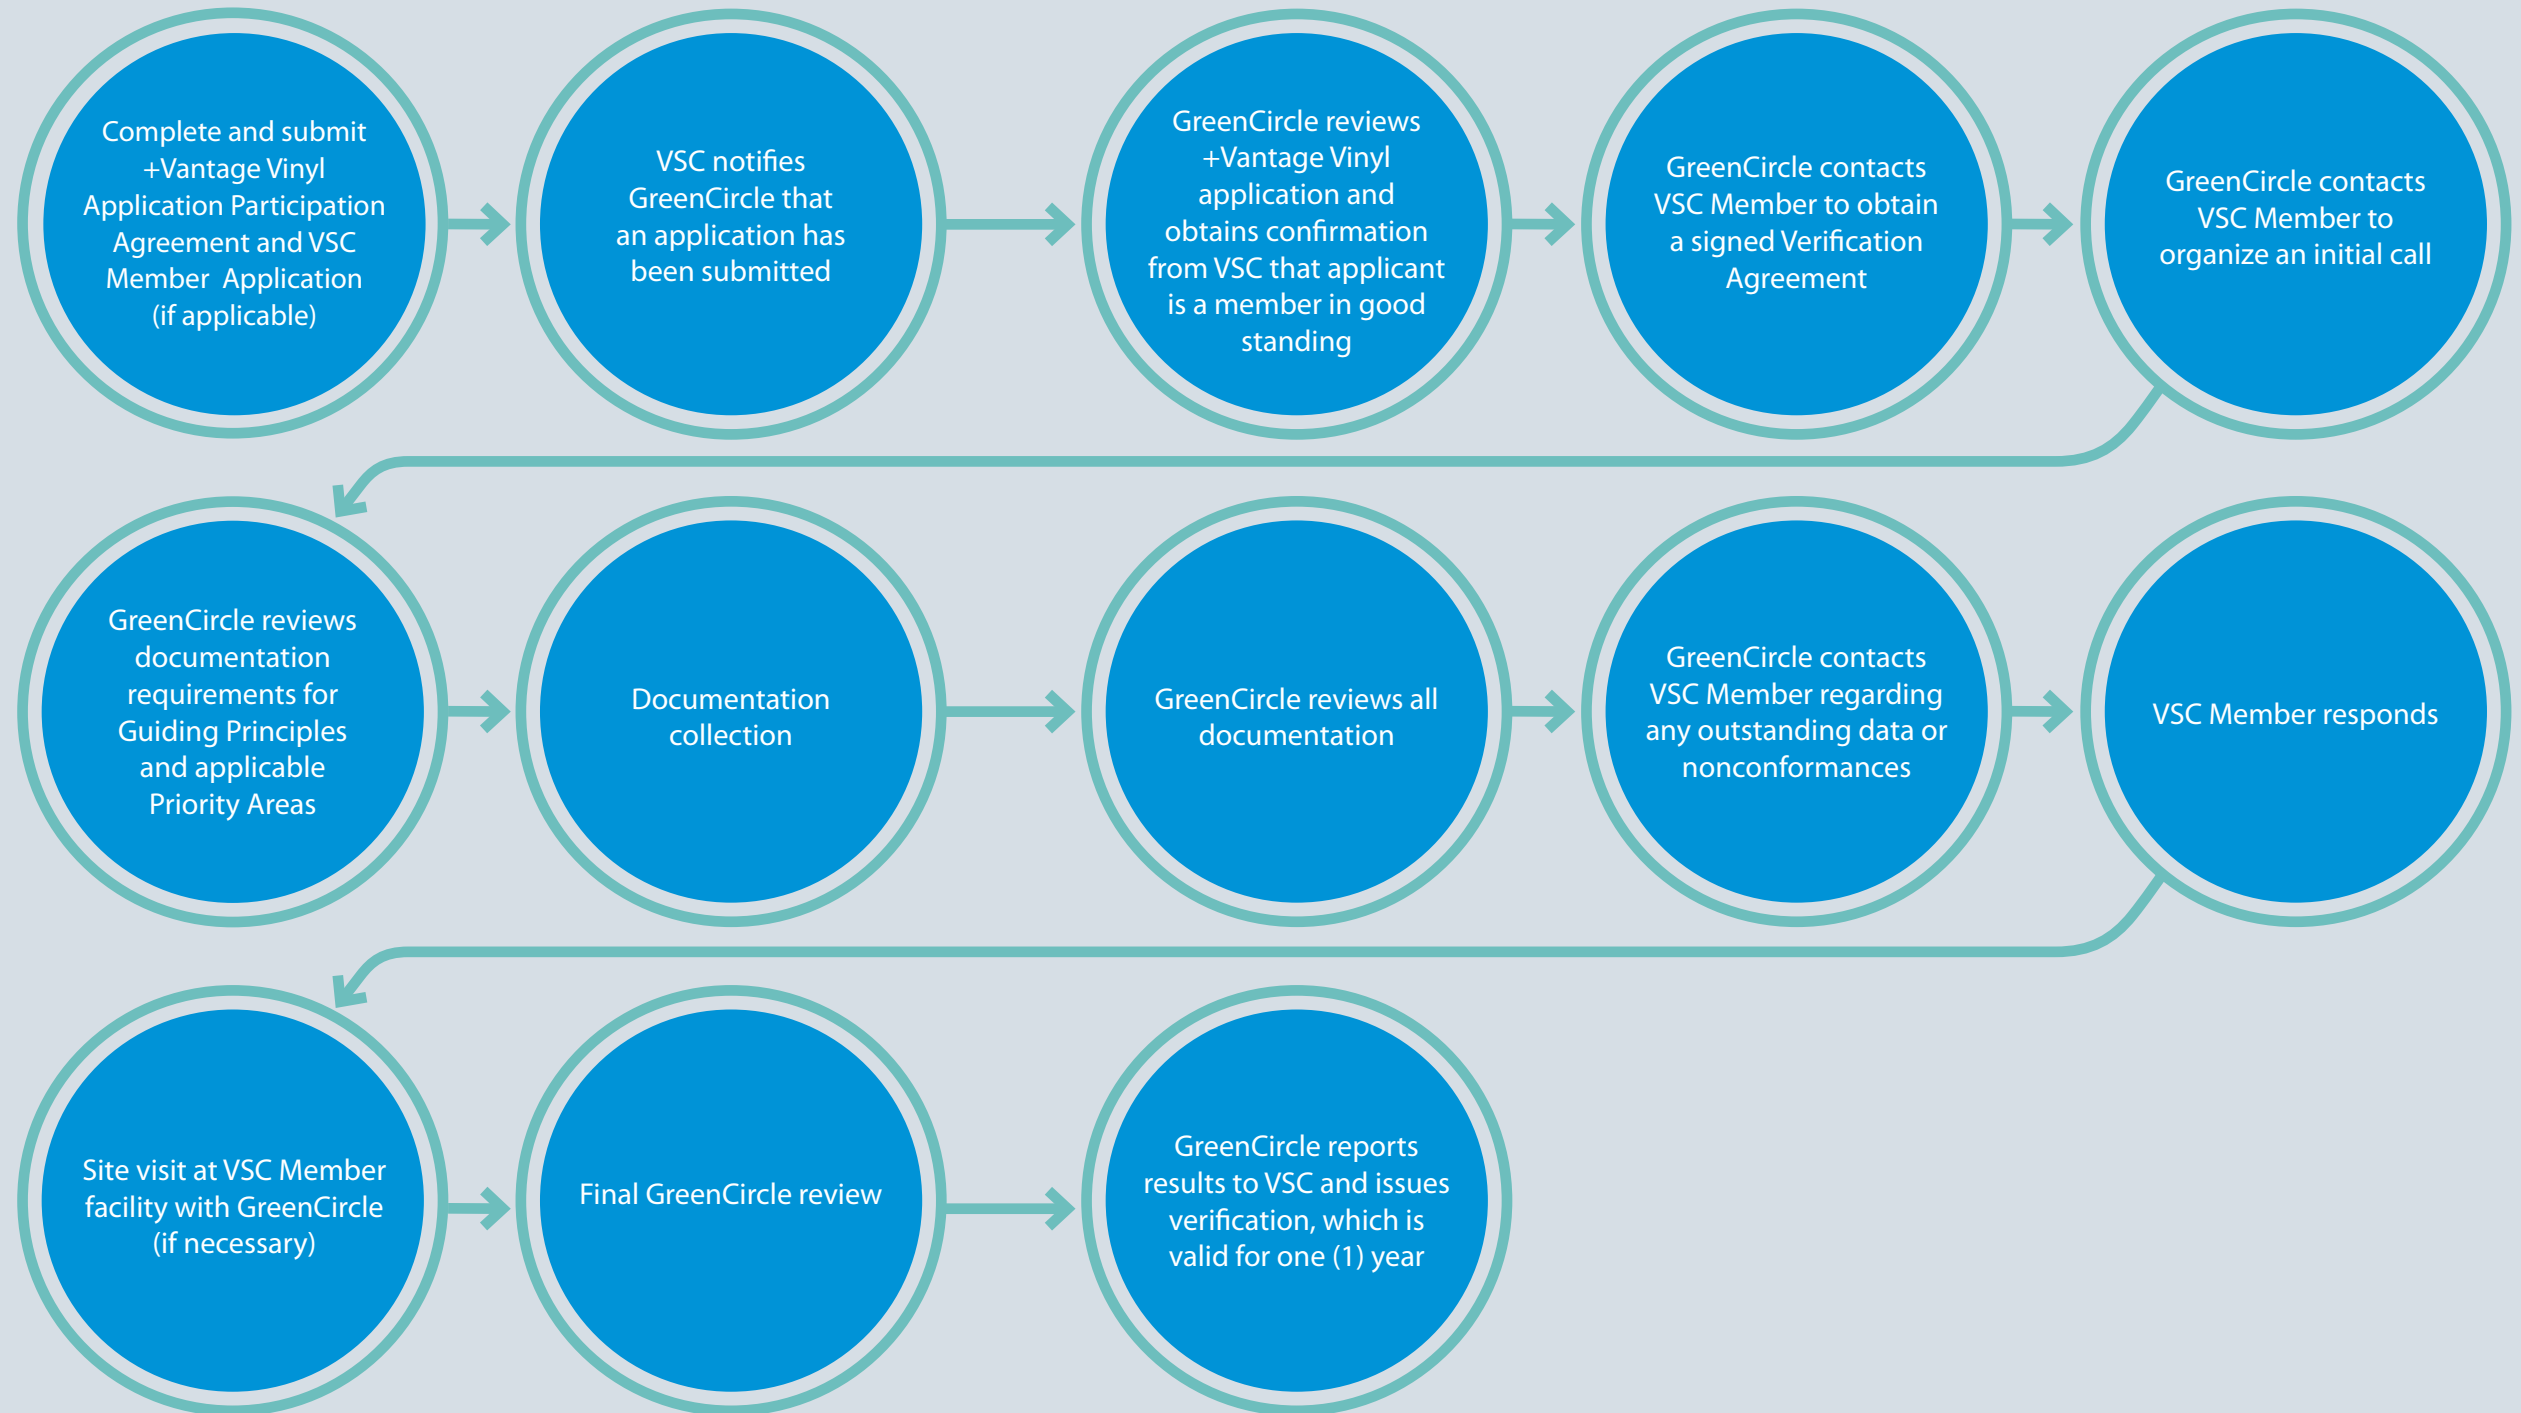 Complete and submit
+Vantage Vinyl
Application Participation
Agreement and VSC
Member  Application
(if applicable)
VSC notifies
GreenCircle that
an application has
been submitted
GreenCircle reviews
+Vantage Vinyl
application and
obtains confirmation
from VSC that applicant
is a member in good
standing
GreenCircle contacts
VSC Member to obtain
a signed Verification
Agreement
GreenCircle contacts
VSC Member to
organize an initial call
GreenCircle reviews
documentation
requirements for
Guiding Principles
and applicable
Priority Areas
Documentation
collection
GreenCircle reviews all
documentation
GreenCircle contacts
VSC Member regarding
any outstanding data or
nonconformances
VSC Member responds
Site visit at VSC Member
facility with GreenCircle
(if necessary)
Final GreenCircle review
GreenCircle reports
results to VSC and issues
verification, which is
valid for one (1) year